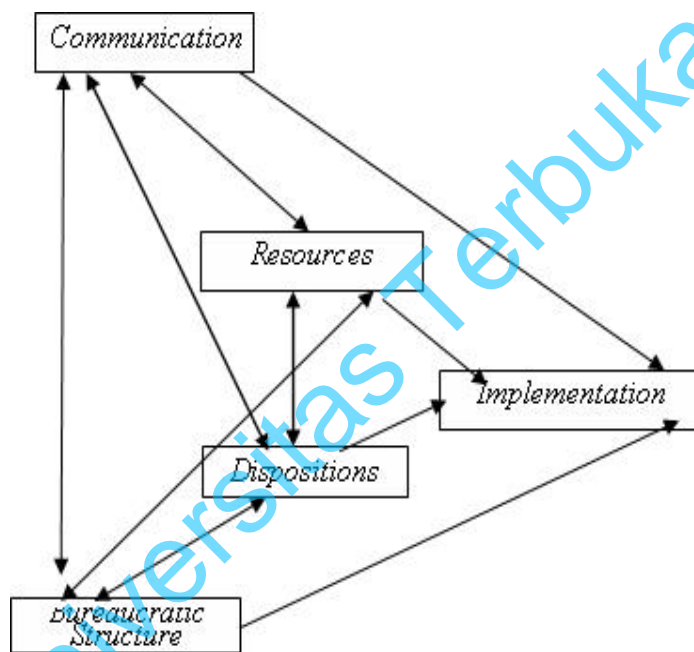 Communication
Resources
Implementation
Dispositions
Bureaucratic
Structure
Universitas Terbuka